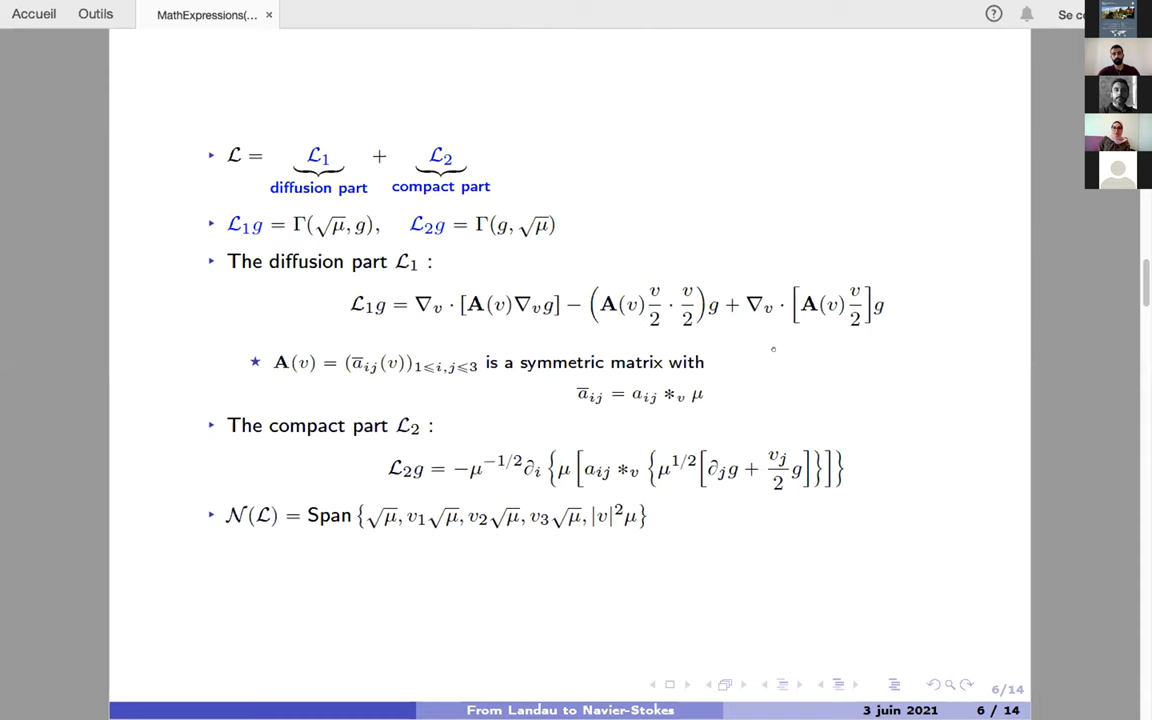 Accueil Outils MathExpressions(... × ? Se co
▸ ℒ = ℒ₁ + ℒ₂
diffusion part compact part
▸ ℒ₁g = Γ(√μ, g), ℒ₂g = Γ(g, √μ)
▸ The diffusion part ℒ₁ :
ℒ₁g = ∇ᵥ · [A(v)∇ᵥg] − (A(v) v/2 · v/2)g + ∇ᵥ · [A(v) v/2]g
★ A(v) = (a̅ᵢⱼ(v))₁⩽ᵢ,ⱼ⩽₃ is a symmetric matrix with
a̅ᵢⱼ = aᵢⱼ ∗ᵥ μ
▸ The compact part ℒ₂ :
ℒ₂g = −μ^{−1/2}∂ᵢ{μ[aᵢⱼ ∗ᵥ {μ^{1/2}[∂ⱼg + vⱼ/2 g]}]}
▸ 𝒩(ℒ) = Span {√μ, v₁√μ, v₂√μ, v₃√μ, |v|²μ}
6/14
From Landau to Navier-Stokes 3 juin 2021 6 / 14